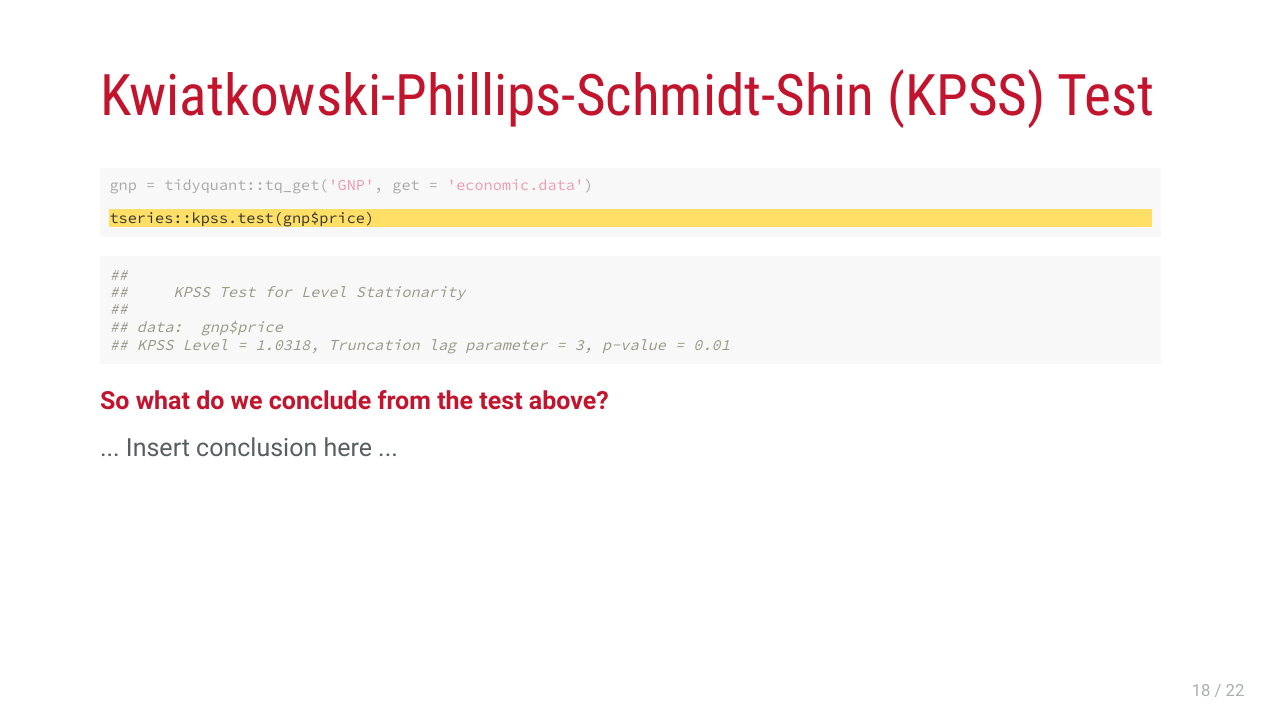 Kwiatkowski-Phillips-Schmidt-Shin (KPSS) Test
gnp = tidyquant::tq_get('GNP', get = 'economic.data')
tseries::kpss.test(gnp$price)
##
##     KPSS Test for Level Stationarity
##
## data:  gnp$price
## KPSS Level = 1.0318, Truncation lag parameter = 3, p-value = 0.01
So what do we conclude from the test above?
... Insert conclusion here ...
18 / 22